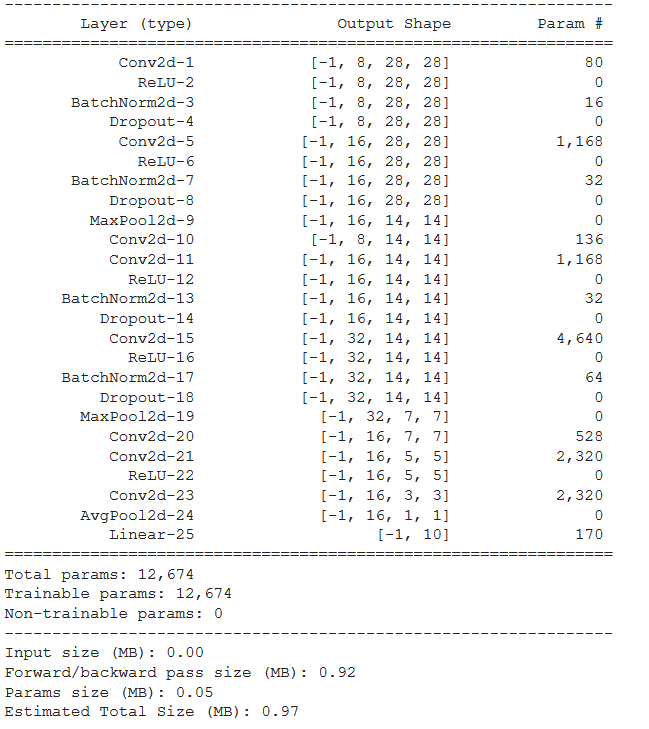 ----------------------------------------------------------------
        Layer (type)               Output Shape         Param #
================================================================
            Conv2d-1            [-1, 8, 28, 28]              80
              ReLU-2            [-1, 8, 28, 28]               0
       BatchNorm2d-3            [-1, 8, 28, 28]              16
           Dropout-4            [-1, 8, 28, 28]               0
            Conv2d-5           [-1, 16, 28, 28]           1,168
              ReLU-6           [-1, 16, 28, 28]               0
       BatchNorm2d-7           [-1, 16, 28, 28]              32
           Dropout-8           [-1, 16, 28, 28]               0
         MaxPool2d-9           [-1, 16, 14, 14]               0
           Conv2d-10            [-1, 8, 14, 14]             136
           Conv2d-11           [-1, 16, 14, 14]           1,168
             ReLU-12           [-1, 16, 14, 14]               0
      BatchNorm2d-13           [-1, 16, 14, 14]              32
          Dropout-14           [-1, 16, 14, 14]               0
           Conv2d-15           [-1, 32, 14, 14]           4,640
             ReLU-16           [-1, 32, 14, 14]               0
      BatchNorm2d-17           [-1, 32, 14, 14]              64
          Dropout-18           [-1, 32, 14, 14]               0
        MaxPool2d-19             [-1, 32, 7, 7]               0
           Conv2d-20             [-1, 16, 7, 7]             528
           Conv2d-21             [-1, 16, 5, 5]           2,320
             ReLU-22             [-1, 16, 5, 5]               0
           Conv2d-23             [-1, 16, 3, 3]           2,320
        AvgPool2d-24             [-1, 16, 1, 1]               0
           Linear-25                   [-1, 10]             170
================================================================
Total params: 12,674
Trainable params: 12,674
Non-trainable params: 0
----------------------------------------------------------------
Input size (MB): 0.00
Forward/backward pass size (MB): 0.92
Params size (MB): 0.05
Estimated Total Size (MB): 0.97